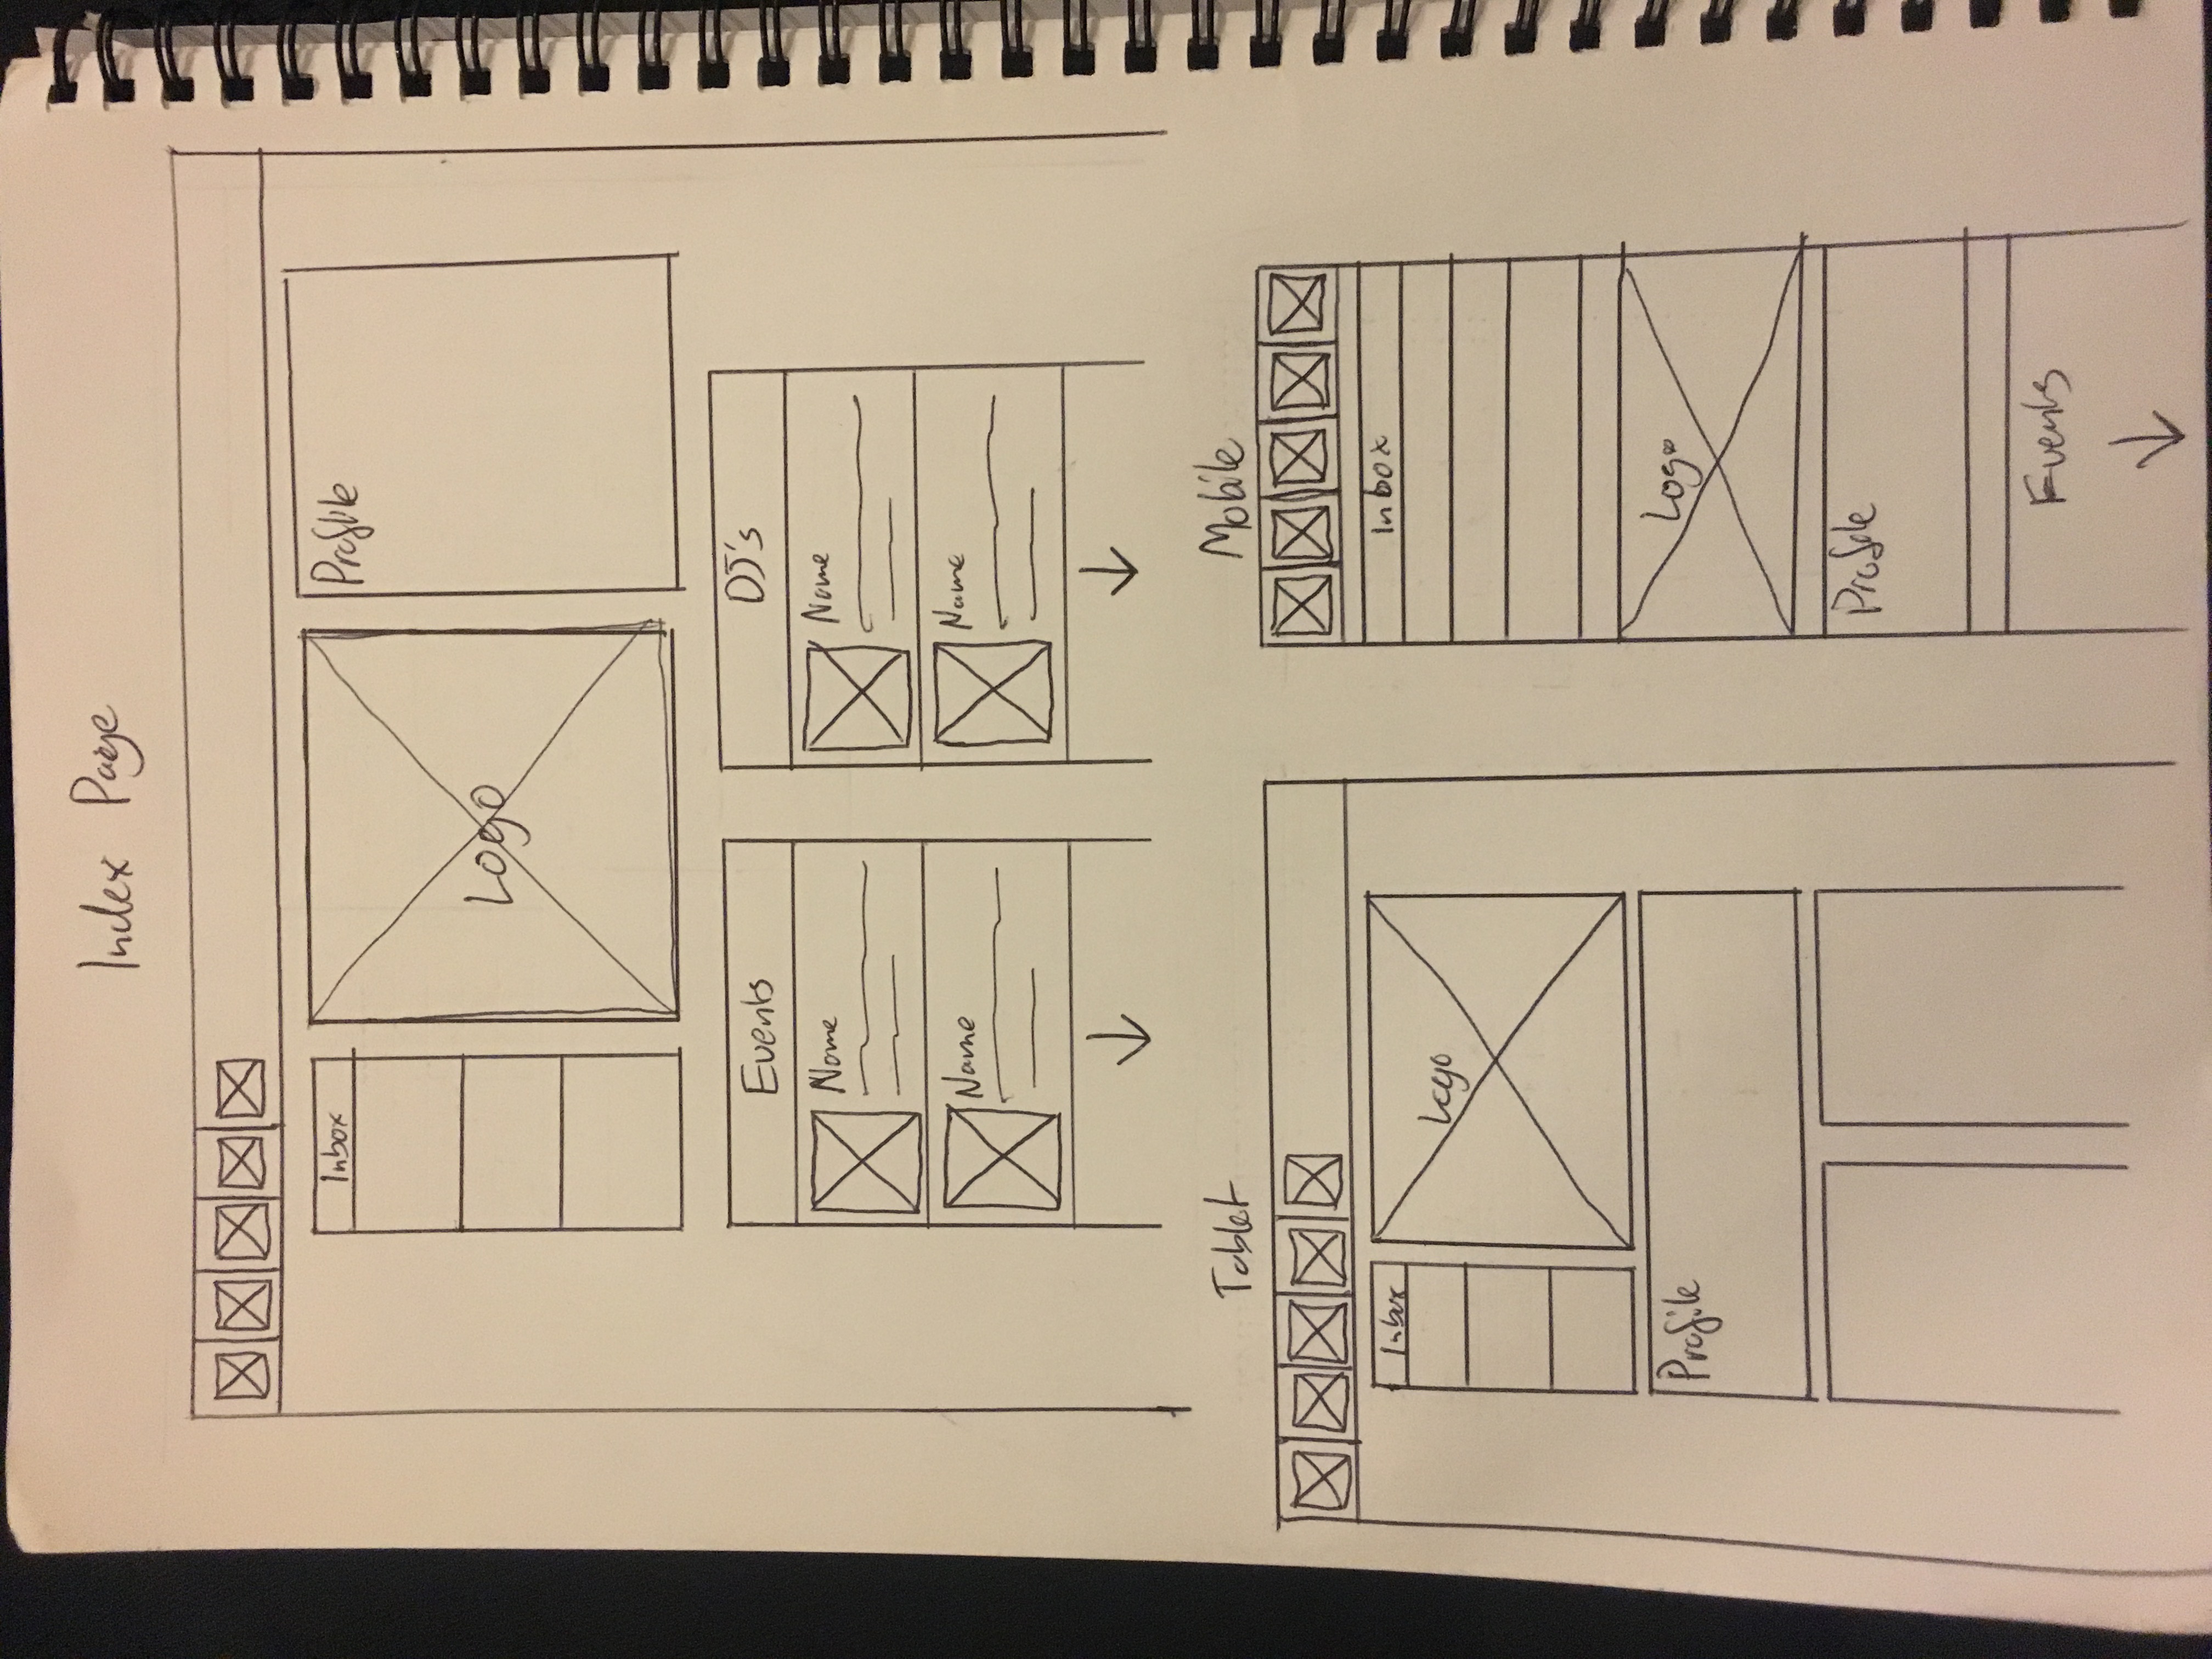 Index Page
Inbox
Logo
Profile
Events
DJ's
Name
Name
Name
Name
Tablet
Mobile
Inbox
Logo
Profile
Inbox
Logo
Profile
Events